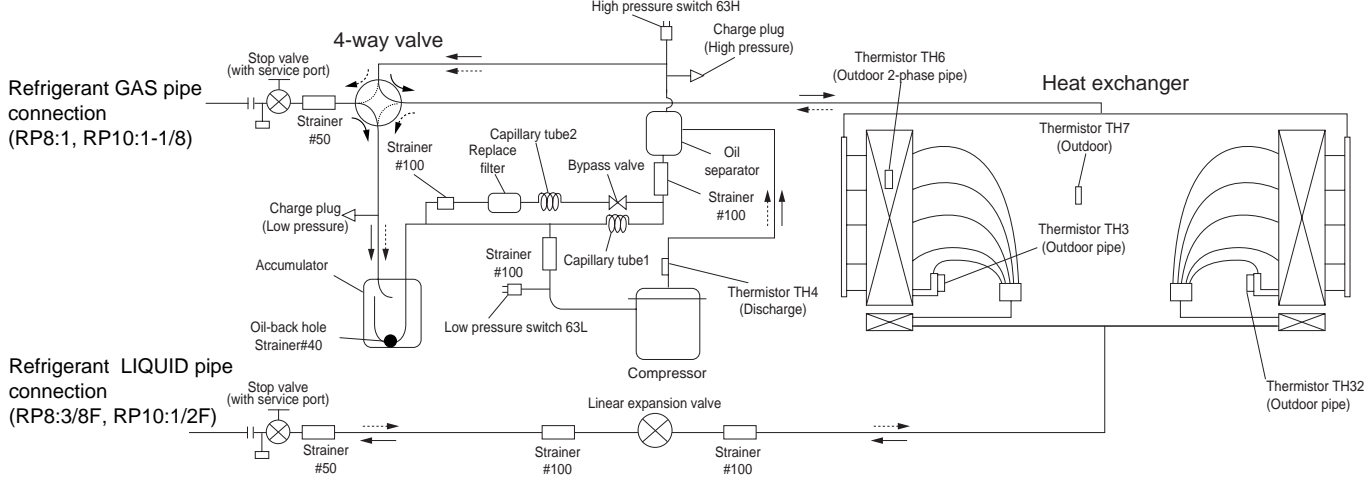 High pressure switch 63H
Charge plug
(High pressure)
4-way valve
Stop valve
(with service port)
Refrigerant GAS pipe
connection
(RP8:1, RP10:1-1/8)
Strainer
#50
Thermistor TH6
(Outdoor 2-phase pipe)
Heat exchanger
Thermistor TH7
(Outdoor)
Capillary tube2
Replace
filter
Strainer
#100
Bypass valve
Oil
separator
Strainer
#100
Charge plug
(Low pressure)
Thermistor TH3
(Outdoor pipe)
Accumulator
Strainer
#100
Capillary tube1
Thermistor TH4
(Discharge)
Oil-back hole
Strainer#40
Low pressure switch 63L
Compressor
Refrigerant LIQUID pipe
connection
(RP8:3/8F, RP10:1/2F)
Stop valve
(with service port)
Linear expansion valve
Thermistor TH32
(Outdoor pipe)
Strainer
#50
Strainer
#100
Strainer
#100